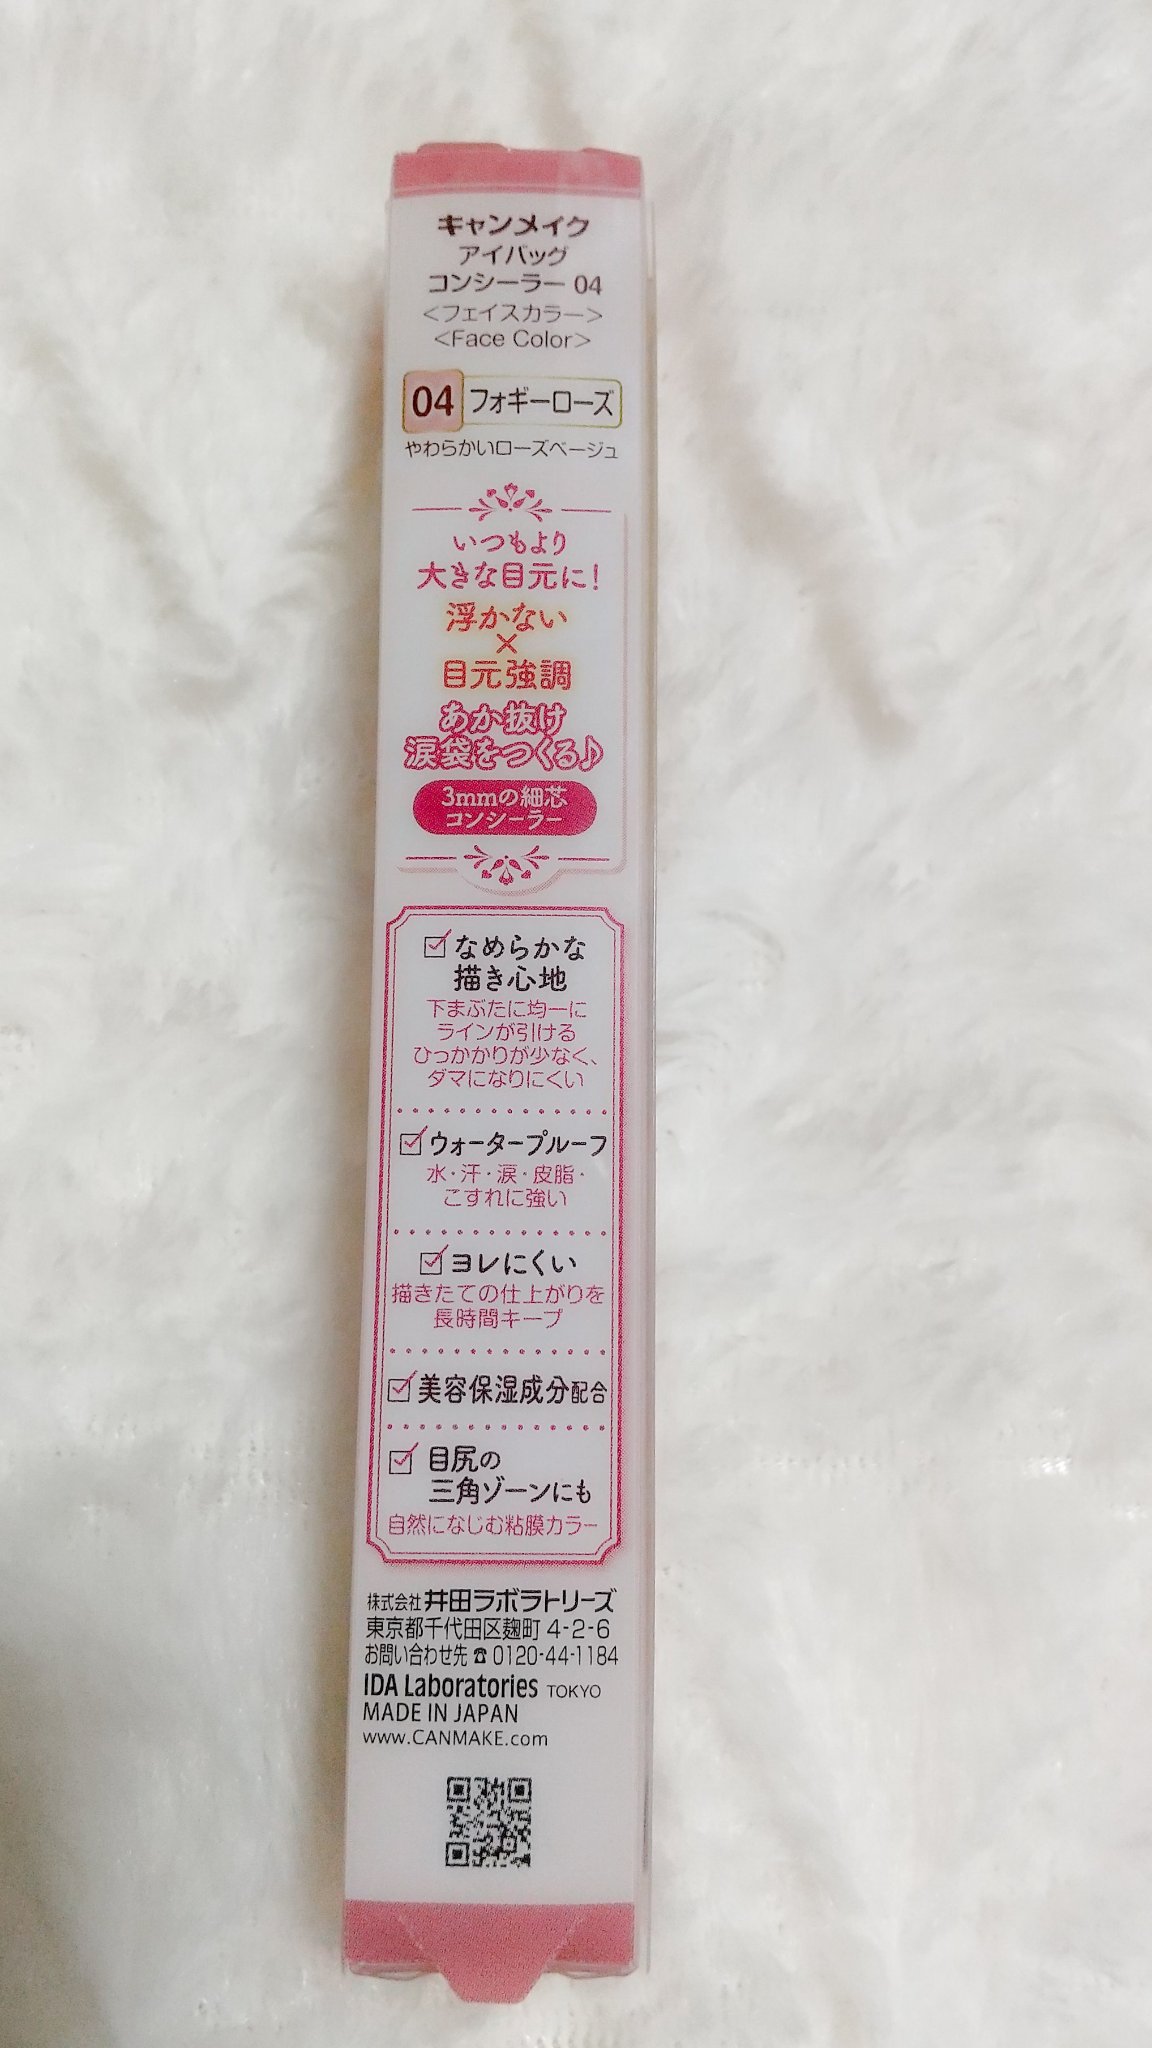 キャンメイク
アイバッグ
コンシーラー 04
<フェイスカラー>
<Face Color>
04 フォギーローズ
やわらかいローズベージュ
いつもより
大きな目元に!
浮かない
×
目元強調
あか抜け
涙袋をつくる♪
3mmの細芯
コンシーラー
☑ なめらかな
描き心地
下まぶたに均一に
ラインが引ける
ひっかかりが少なく、
ダマになりにくい
☑ ウォータープルーフ
水・汗・涙・皮脂・
こすれに強い
☑ ヨレにくい
描きたての仕上がりを
長時間キープ
☑ 美容保湿成分配合
☑ 目尻の
三角ゾーンにも
自然になじむ粘膜カラー
株式会社 井田ラボラトリーズ
東京都千代田区麹町 4-2-6
お問い合わせ先 ☎ 0120-44-1184
IDA Laboratories TOKYO
MADE IN JAPAN
www.CANMAKE.com